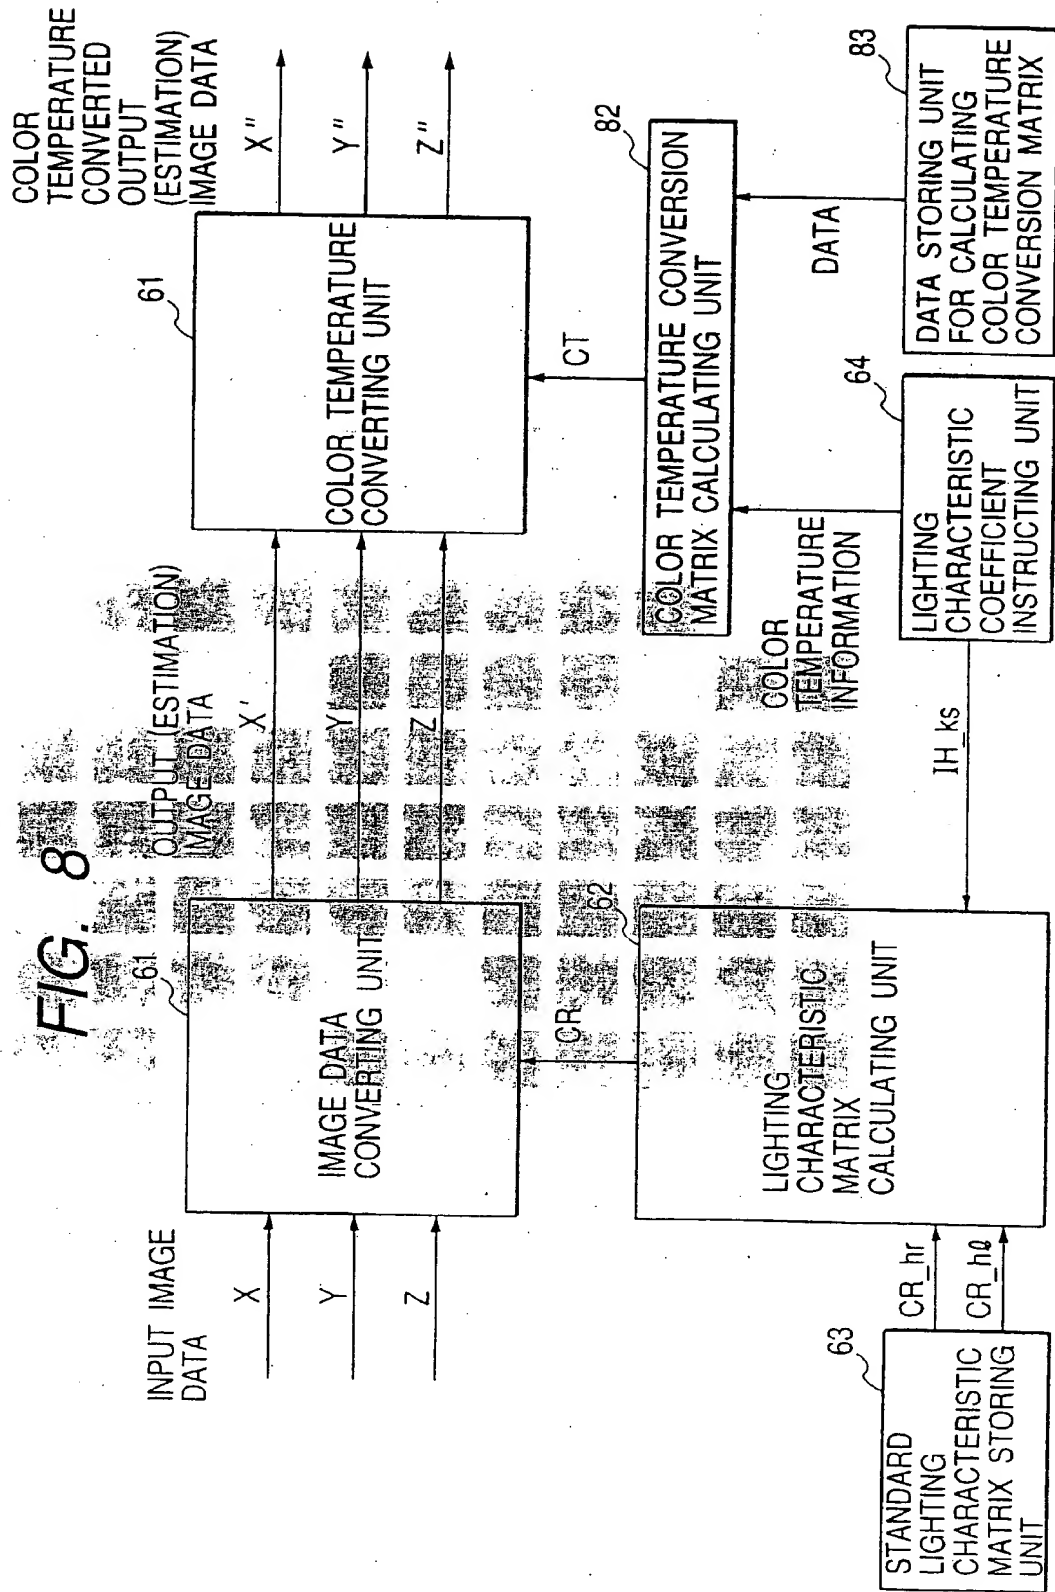 FIG. 8
INPUT IMAGE
DATA
X
Y
Z
61
IMAGE DATA
CONVERTING UNIT
OUTPUT (ESTIMATION)
IMAGE DATA
X'
Y
Z
61
COLOR TEMPERATURE
CONVERTING UNIT
COLOR
TEMPERATURE
CONVERTED
OUTPUT
(ESTIMATION)
IMAGE DATA
X"
Y"
Z"
CR
CT
62
LIGHTING
CHARACTERISTIC
MATRIX
CALCULATING UNIT
82
COLOR TEMPERATURE CONVERSION
MATRIX CALCULATING UNIT
COLOR
TEMPERATURE
INFORMATION
DATA
63
STANDARD
LIGHTING
CHARACTERISTIC
MATRIX STORING
UNIT
CR_hr
CR_hℓ
IH_ks
64
LIGHTING
CHARACTERISTIC
COEFFICIENT
INSTRUCTING UNIT
83
DATA STORING UNIT
FOR CALCULATING
COLOR TEMPERATURE
CONVERSION MATRIX